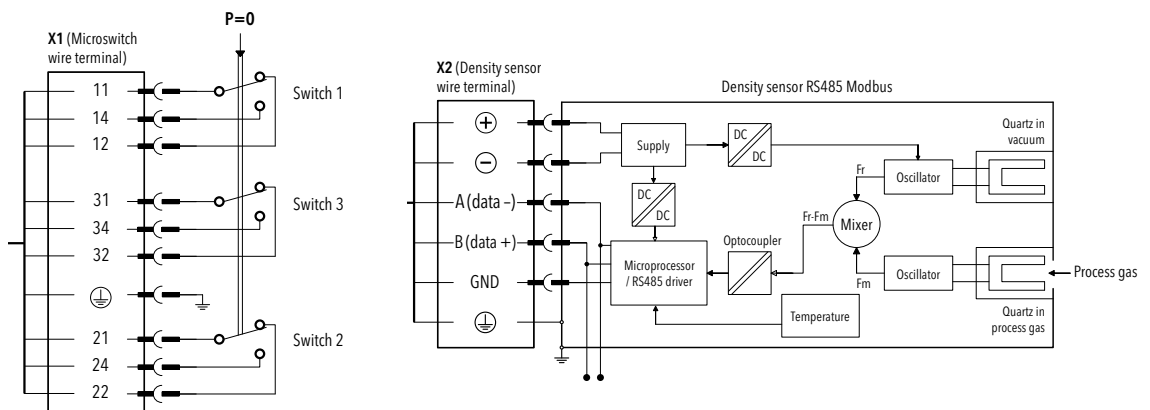 P=0
X1 (Microswitch
wire terminal)
11
14
12
Switch 1
31
34
32
Switch 3
21
24
22
Switch 2
X2 (Density sensor
wire terminal)
+
−
A (data –)
B (data +)
GND
Density sensor RS485 Modbus
Supply
DC
DC
DC
DC
Microprocessor
/ RS485 driver
Optocoupler
Fr-Fm
Mixer
Fr
Fm
Oscillator
Oscillator
Quartz in
vacuum
Process gas
Quartz in
process gas
Temperature